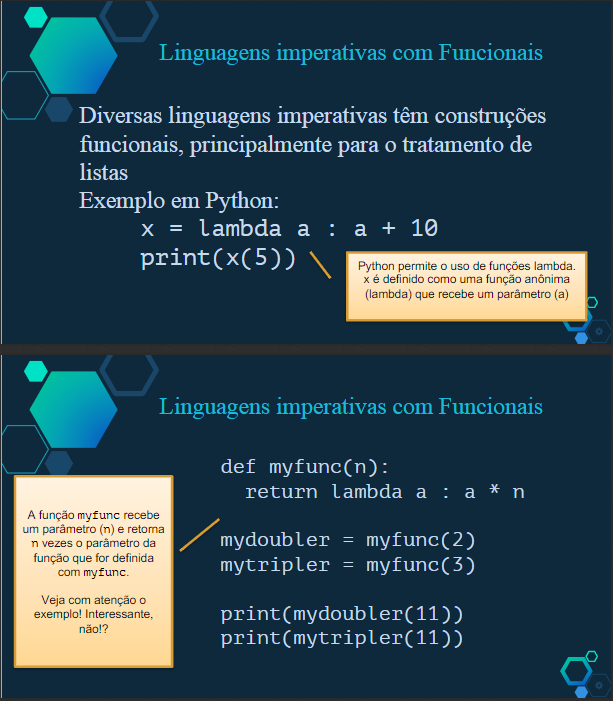 Linguagens imperativas com Funcionais
Diversas linguagens imperativas têm construções
funcionais, principalmente para o tratamento de
listas
Exemplo em Python:
x = lambda a : a + 10
print(x(5))
Python permite o uso de funções lambda.
x é definido como uma função anônima
(lambda) que recebe um parâmetro (a)
Linguagens imperativas com Funcionais
def myfunc(n):
  return lambda a : a * n
mydoubler = myfunc(2)
mytripler = myfunc(3)
print(mydoubler(11))
print(mytripler(11))
A função myfunc recebe
um parâmetro (n) e retorna
n vezes o parâmetro da
função que for definida
com myfunc.
Veja com atenção o
exemplo! Interessante,
não!?